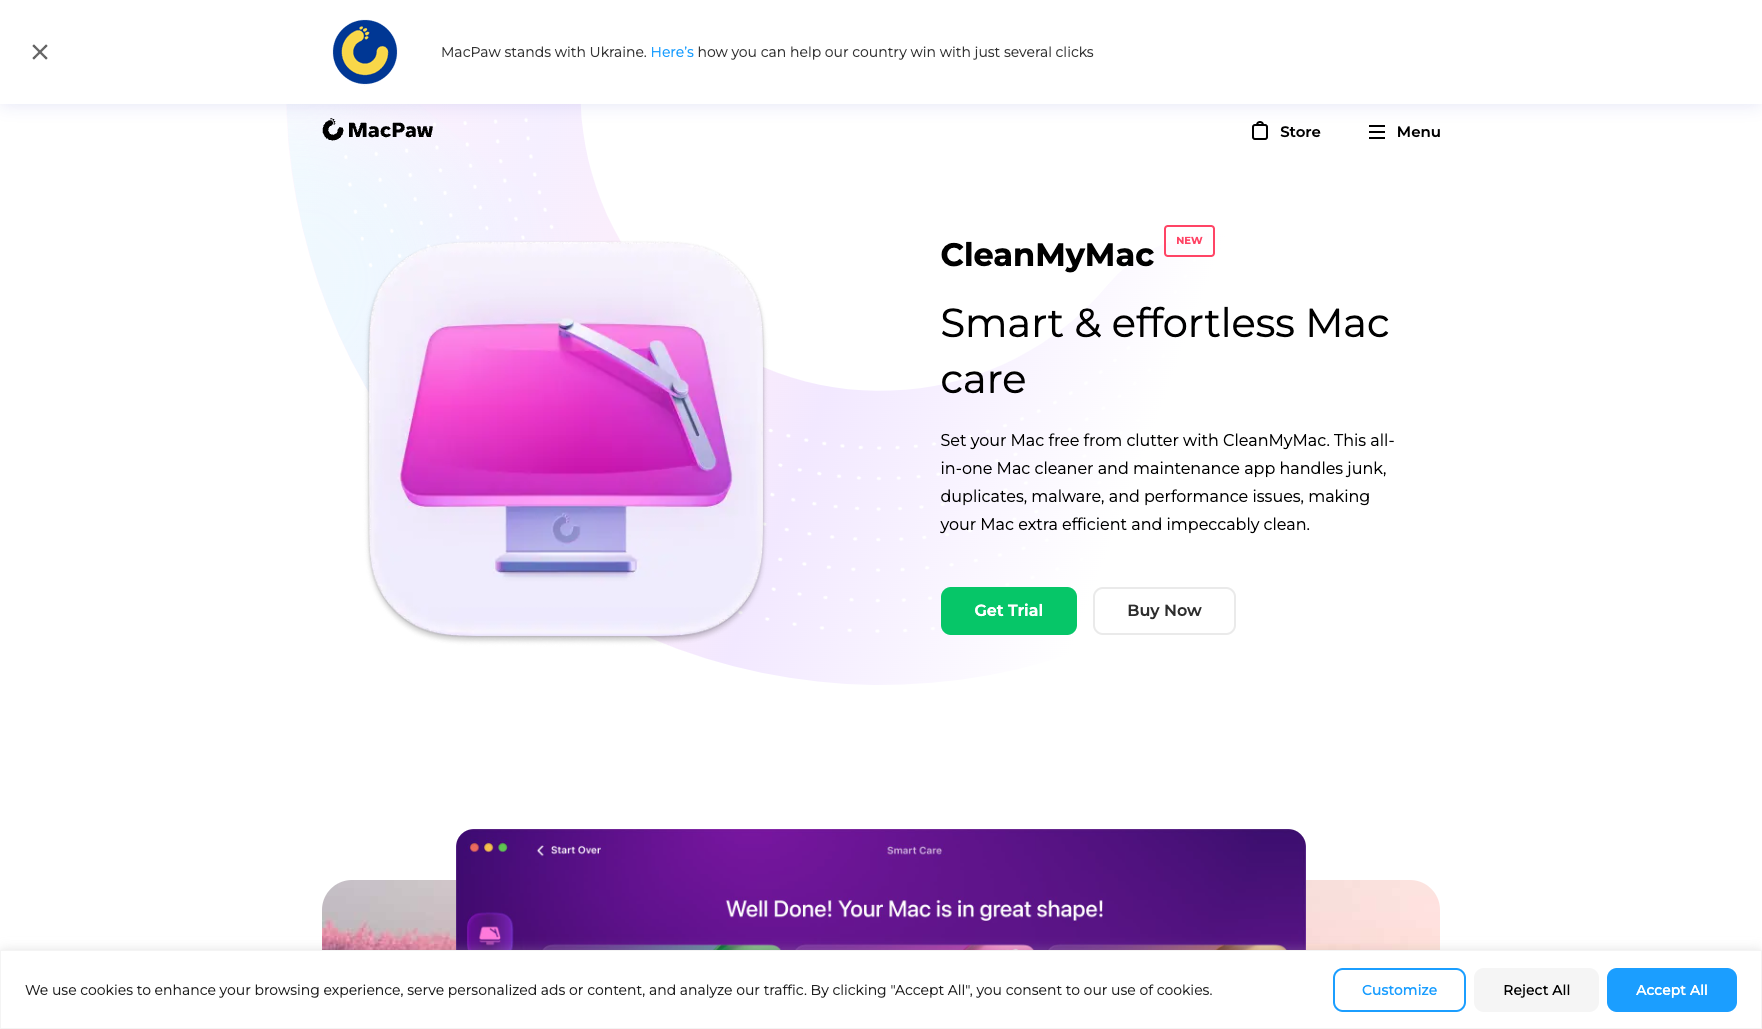 MacPaw stands with Ukraine. Here's how you can help our country win with just several clicks
MacPaw
Store
Menu
CleanMyMac
NEW
Smart & effortless Mac
care
Set your Mac free from clutter with CleanMyMac. This all-
in-one Mac cleaner and maintenance app handles junk,
duplicates, malware, and performance issues, making
your Mac extra efficient and impeccably clean.
Get Trial
Buy Now
Start Over
Smart Care
Well Done! Your Mac is in great shape!
We use cookies to enhance your browsing experience, serve personalized ads or content, and analyze our traffic. By clicking "Accept All", you consent to our use of cookies.
Customize
Reject All
Accept All